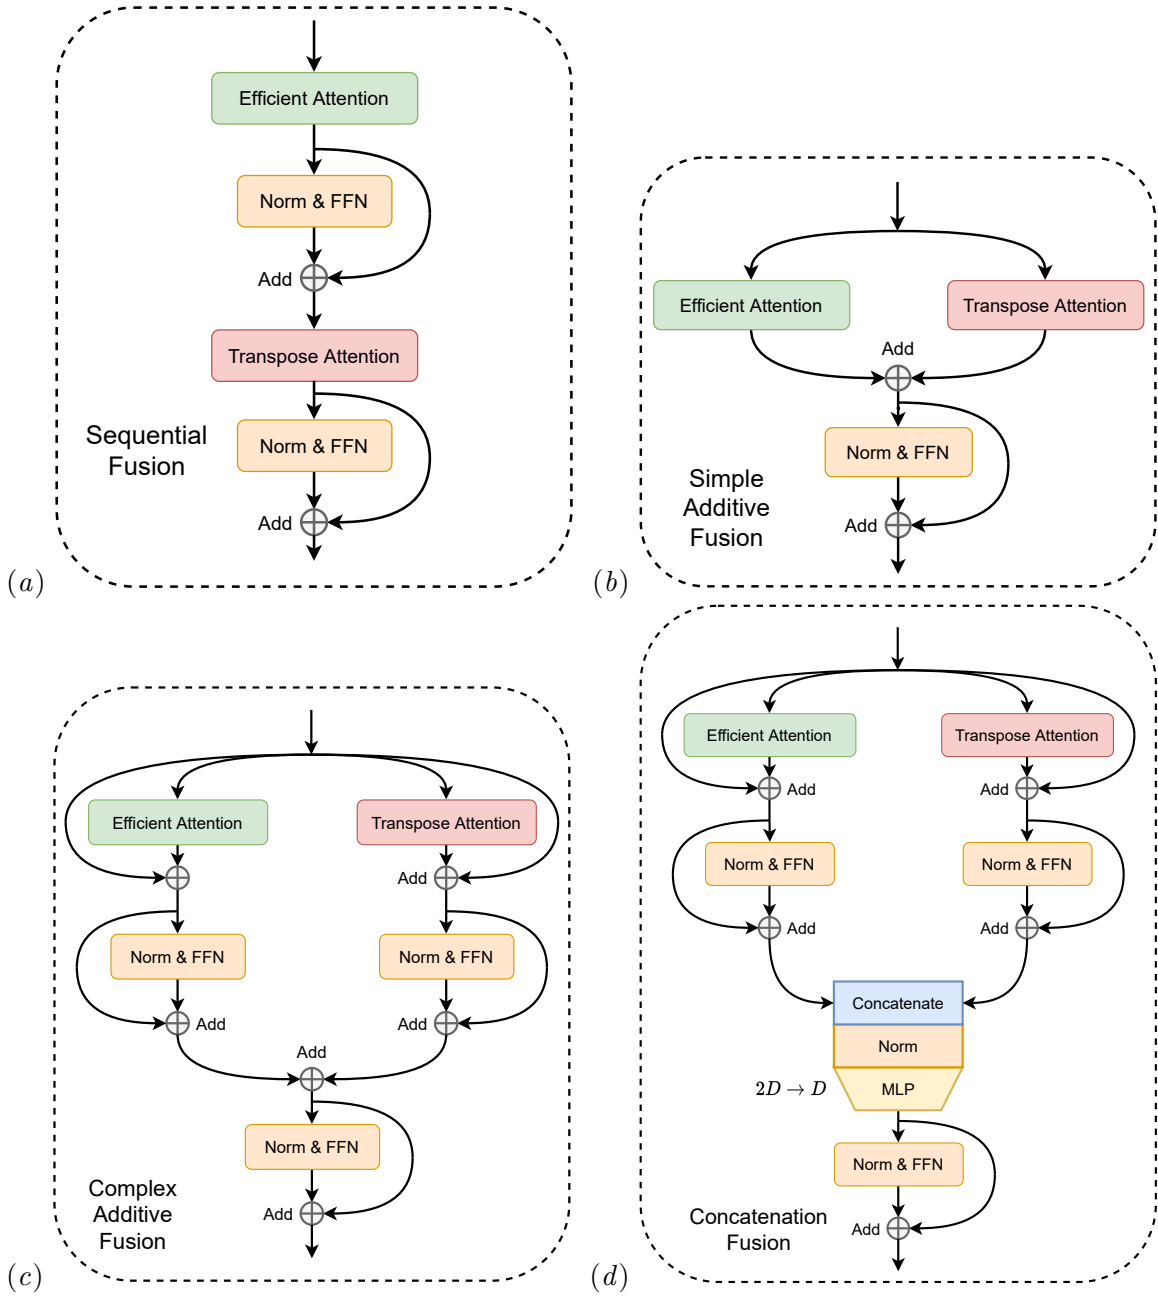 Efficient Attention
Norm & FFN
Add
Transpose Attention
Norm & FFN
Add
Sequential
Fusion
(a)
Efficient Attention
Transpose Attention
Add
Norm & FFN
Add
Simple
Additive
Fusion
(b)
Efficient Attention
Transpose Attention
Add
Norm & FFN
Norm & FFN
Add
Add
Add
Norm & FFN
Add
Complex
Additive
Fusion
(c)
Efficient Attention
Transpose Attention
Add
Add
Norm & FFN
Norm & FFN
Add
Add
Concatenate
Norm
2D → D
MLP
Norm & FFN
Add
Concatenation
Fusion
(d)